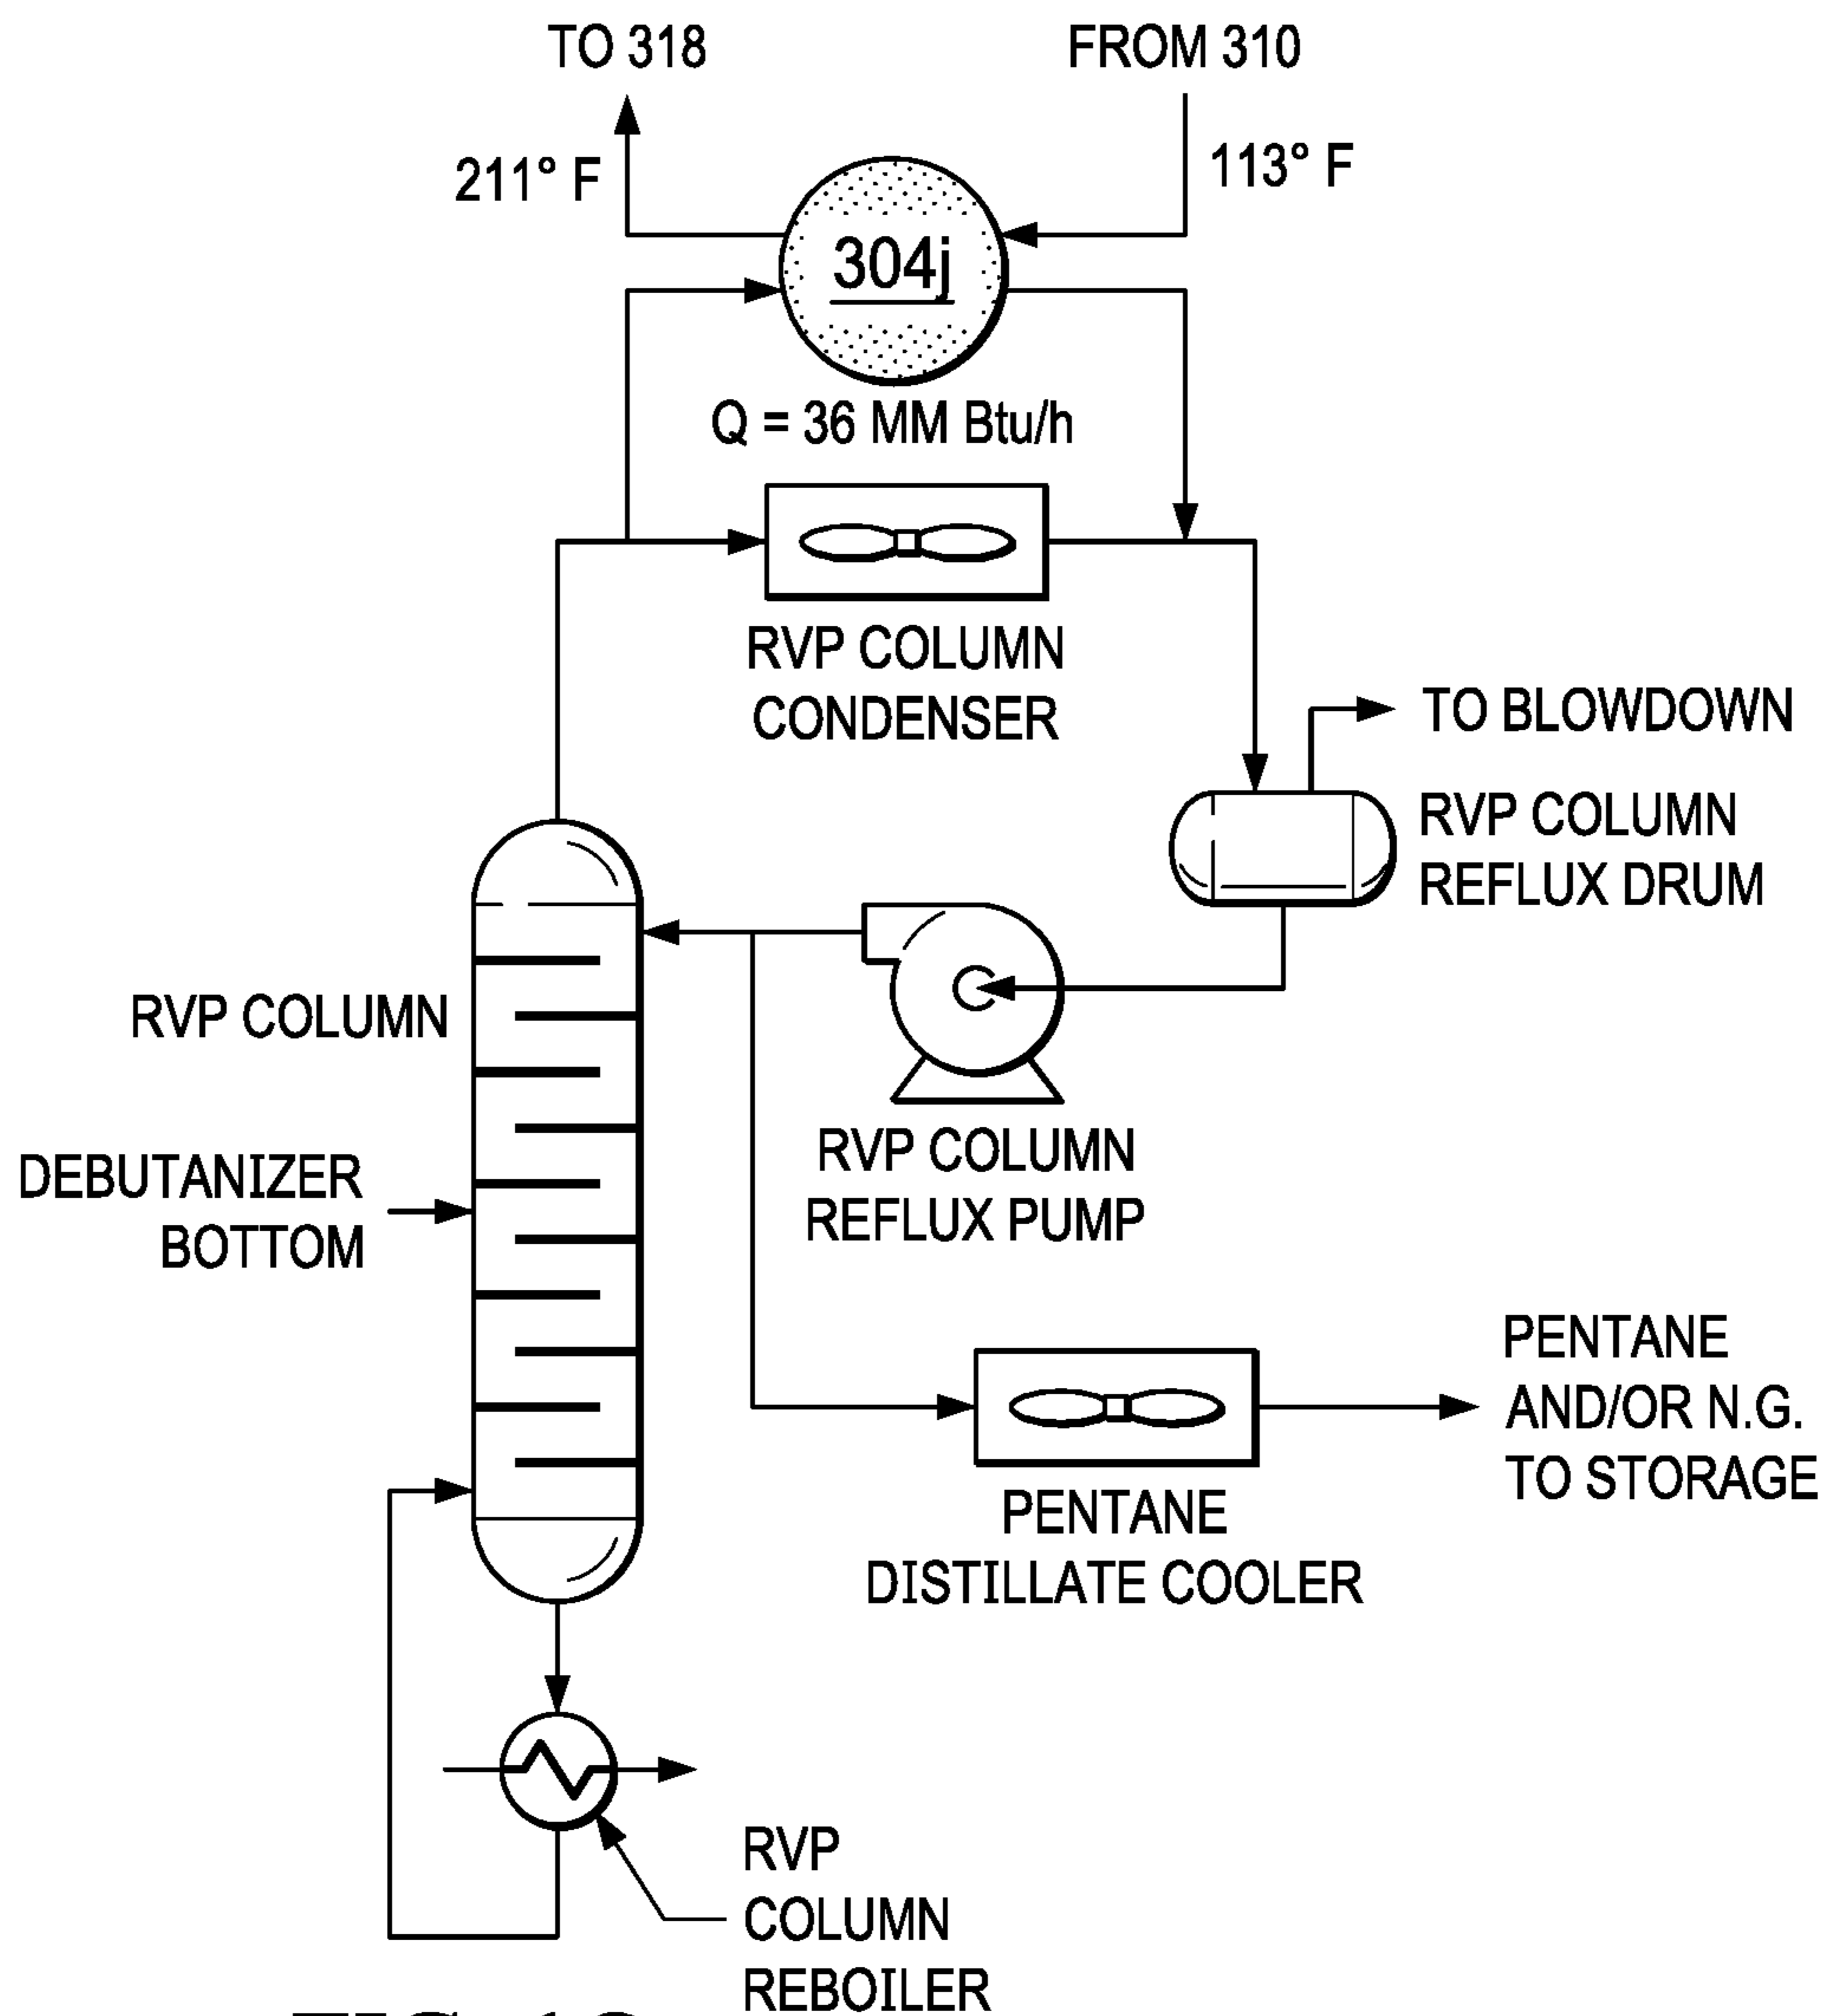 TO 318
FROM 310
211° F
113° F
304j
Q = 36 MM Btu/h
RVP COLUMN
CONDENSER
TO BLOWDOWN
RVP COLUMN
REFLUX DRUM
RVP COLUMN
RVP COLUMN
REFLUX PUMP
DEBUTANIZER
BOTTOM
PENTANE
AND/OR N.G.
TO STORAGE
PENTANE
DISTILLATE COOLER
RVP
COLUMN
REBOILER